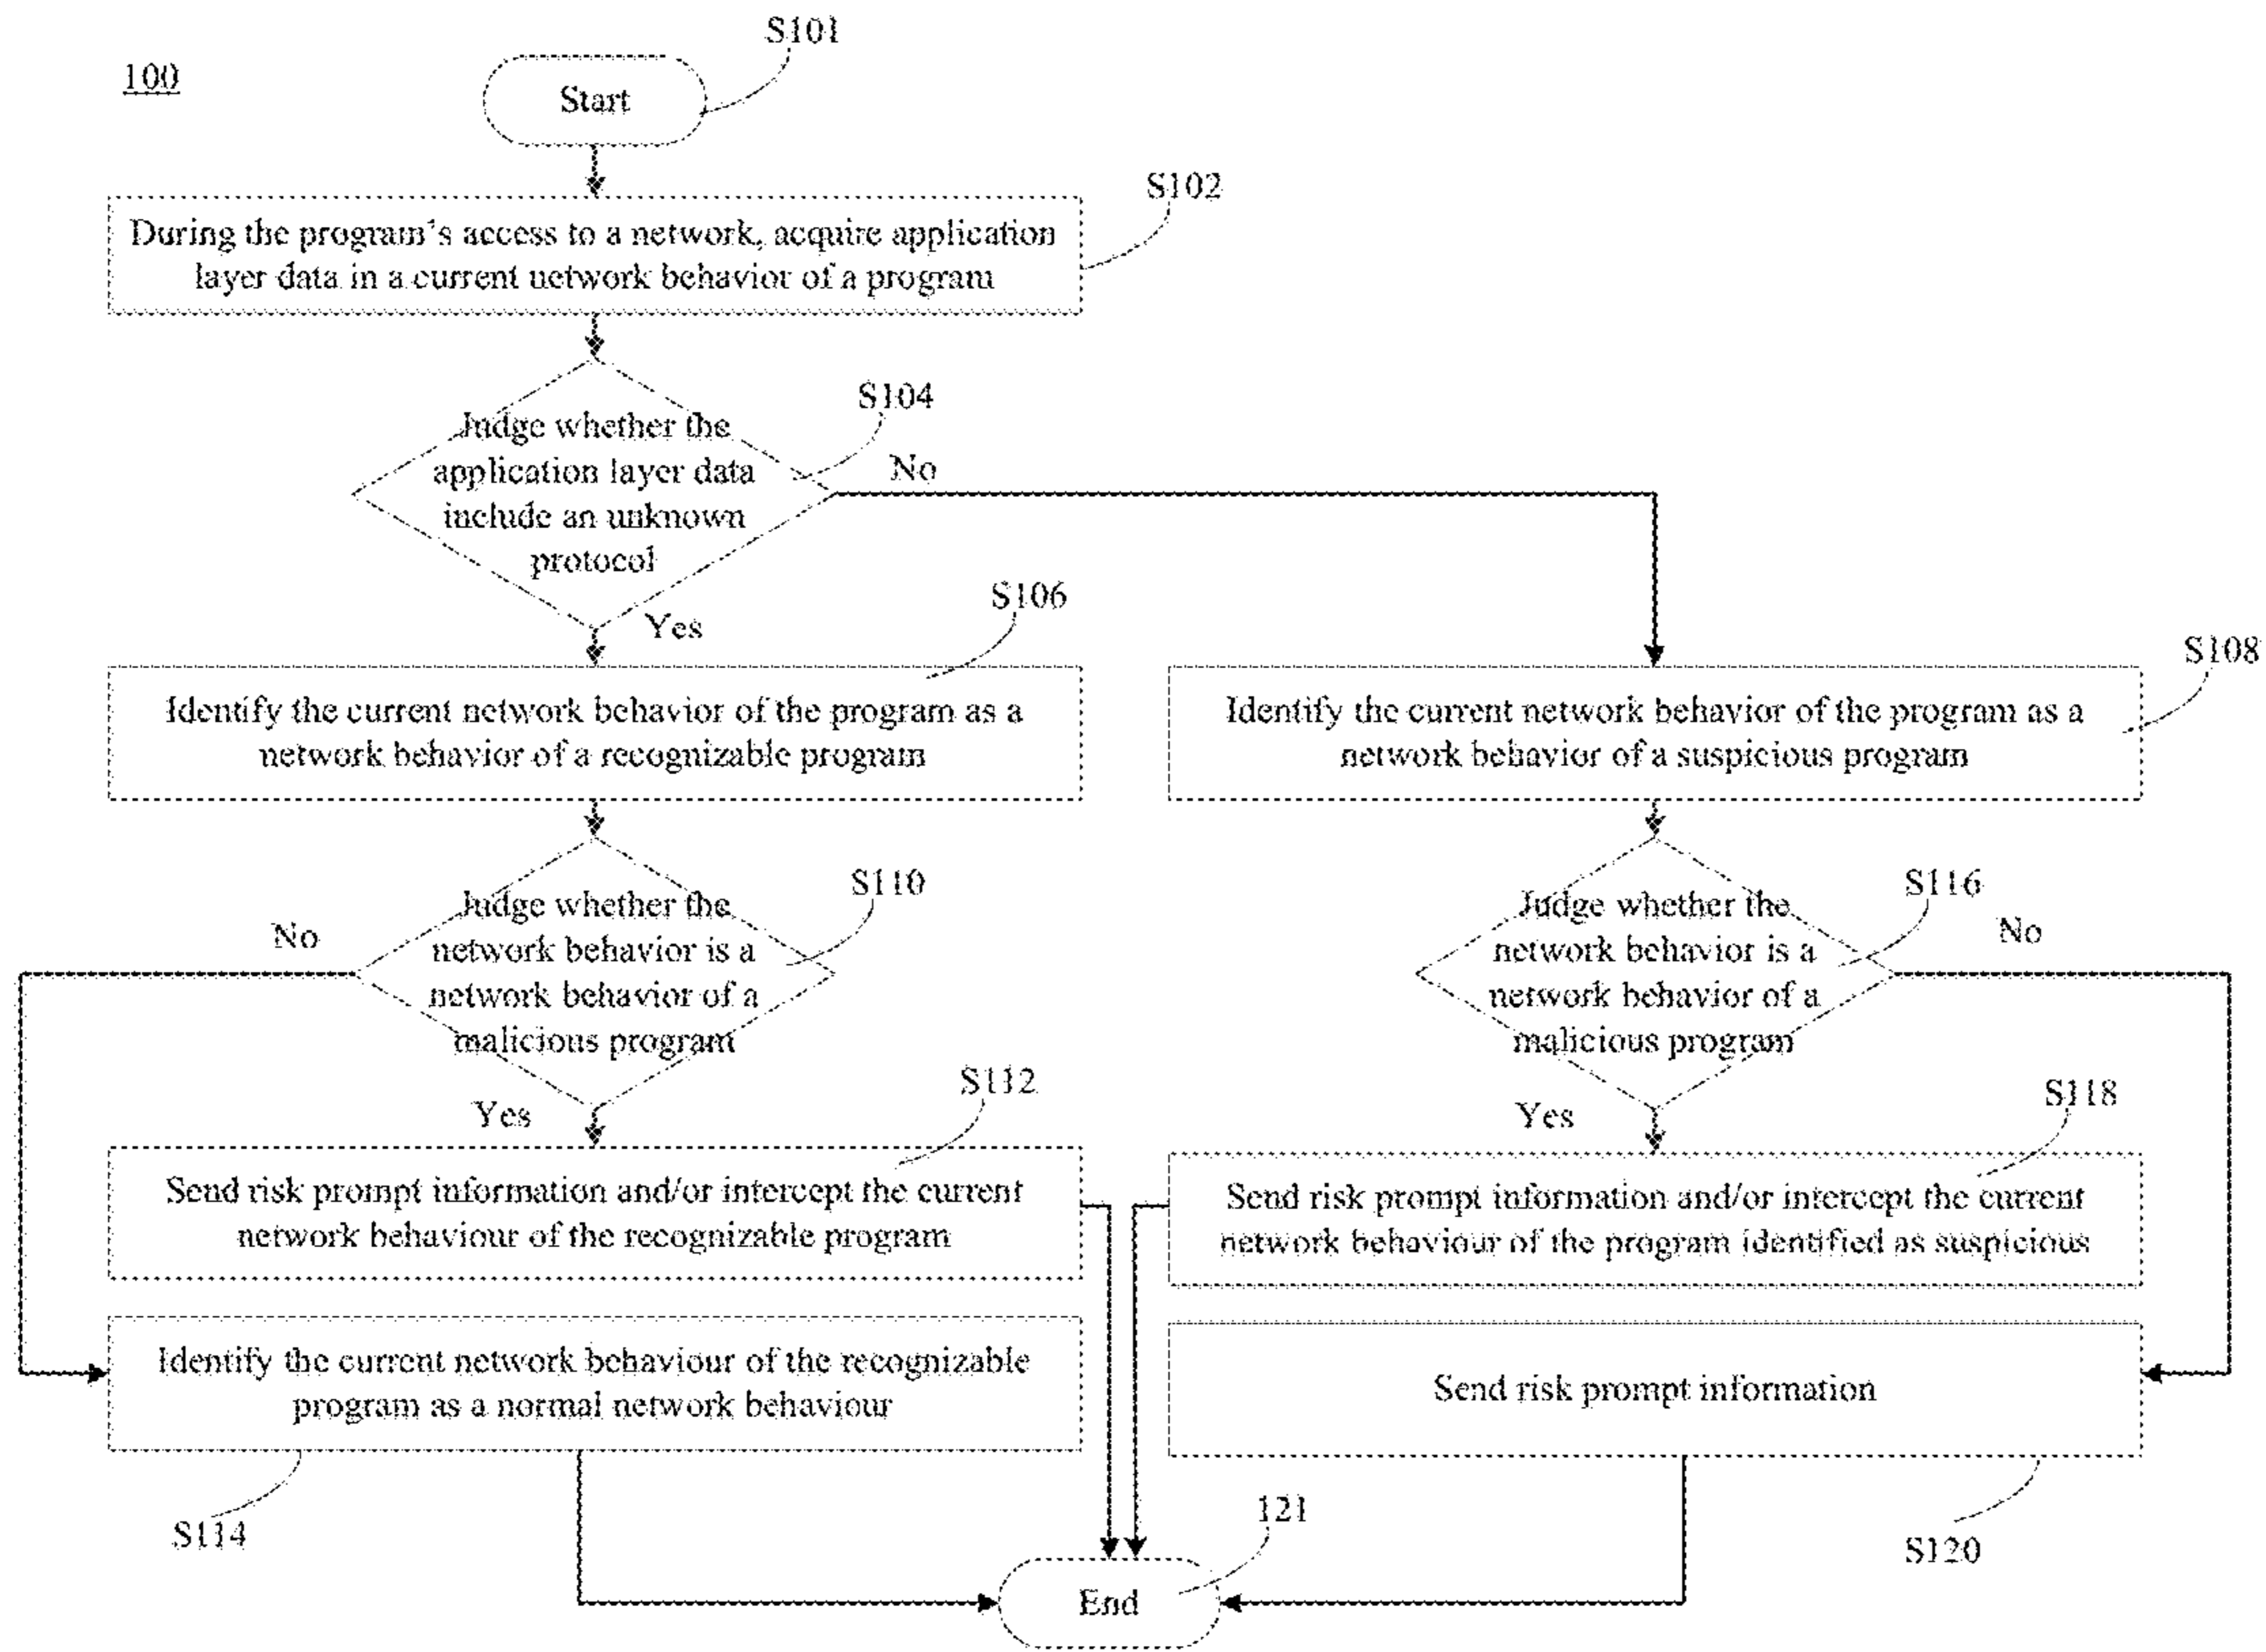 100
S101
Start
S102
During the program's access to a network, acquire application
layer data in a current network behavior of a program
S104
Judge whether the
application layer data
include an unknown
protocol
No
Yes
S106
Identify the current network behavior of the program as a
network behavior of a recognizable program
S108
Identify the current network behavior of the program as a
network behavior of a suspicious program
S110
Judge whether the
network behavior is a
network behavior of a
malicious program
No
Yes
S116
Judge whether the
network behavior is a
network behavior of a
malicious program
No
Yes
S112
Send risk prompt information and/or intercept the current
network behaviour of the recognizable program
S118
Send risk prompt information and/or intercept the current
network behaviour of the program identified as suspicious
Identify the current network behaviour of the recognizable
program as a normal network behaviour
S114
Send risk prompt information
S120
121
End